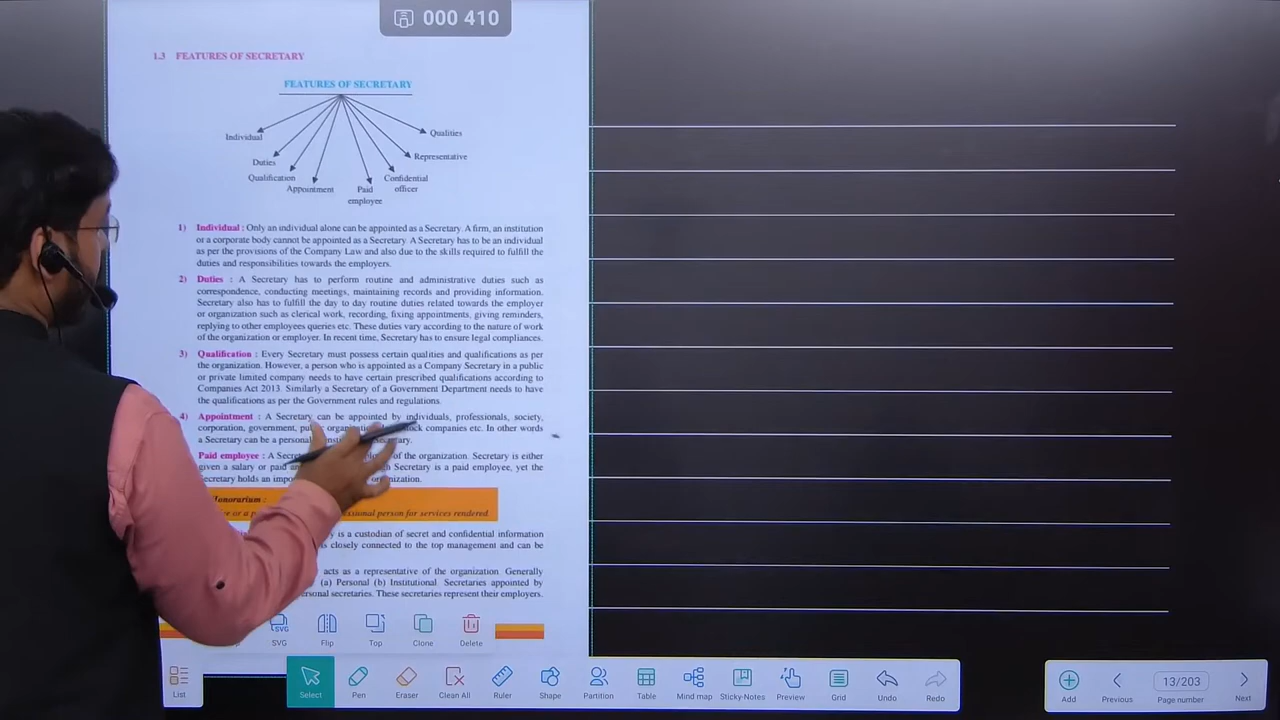 000 410
1.3 FEATURES OF SECRETARY
FEATURES OF SECRETARY
Individual
Qualities
Duties
Representative
Qualification
Confidential officer
Appointment
Paid employee
1) Individual : Only an individual alone can be appointed as a Secretary. A firm, an institution
or a corporate body cannot be appointed as a Secretary. A Secretary has to be an individual
as per the provisions of the Company Law and also due to the skills required to fulfill the
duties and responsibilities towards the employers.
2) Duties : A Secretary has to perform routine and administrative duties such as
correspondence, conducting meetings, maintaining records and providing information.
Secretary also has to fulfill the day to day routine duties related towards the employer
or organization such as clerical work, recording, fixing appointments, giving reminders,
replying to other employees queries etc. These duties vary according to the nature of work
of the organization or employer. In recent time, Secretary has to ensure legal compliances.
3) Qualification : Every Secretary must possess certain qualities and qualifications as per
the organization. However, a person who is appointed as a Company Secretary in a public
or private limited company needs to have certain prescribed qualifications according to
Companies Act 2013. Similarly a Secretary of a Government Department needs to have
the qualifications as per the Government rules and regulations.
4) Appointment : A Secretary can be appointed by individuals, professionals, society,
corporation, government, companies etc. In other words
a Secretary can be a personal
Paid employee : A of the organization. Secretary is either
given a salary or paid Secretary is a paid employee, yet the
Secretary holds an
Honorarium :
or a person for services rendered.
is a custodian of secret and confidential information
closely connected to the top management and can be
acts as a representative of the organization. Generally
(a) Personal (b) Institutional Secretaries appointed by
secretaries. These secretaries represent their employers.
SVG Flip Top Clone Delete
List Select Pen Eraser Clean All Ruler Shape Partition Table Mind map Sticky-Notes Preview Grid Undo Redo
Add Previous 13/203 Page number Next